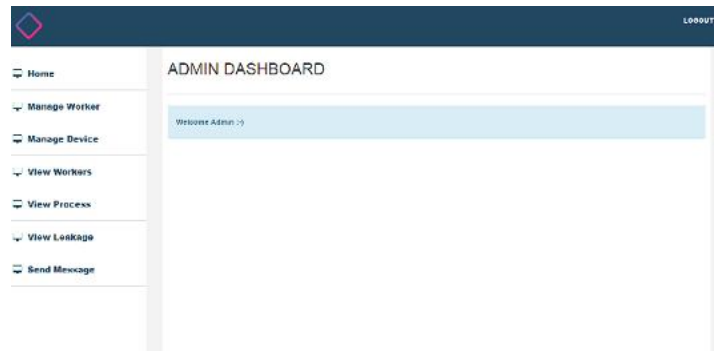 LOGOUT
ADMIN DASHBOARD
Welcome Admin :-)
Home
Manage Worker
Manage Device
View Workers
View Process
View Leakage
Send Message